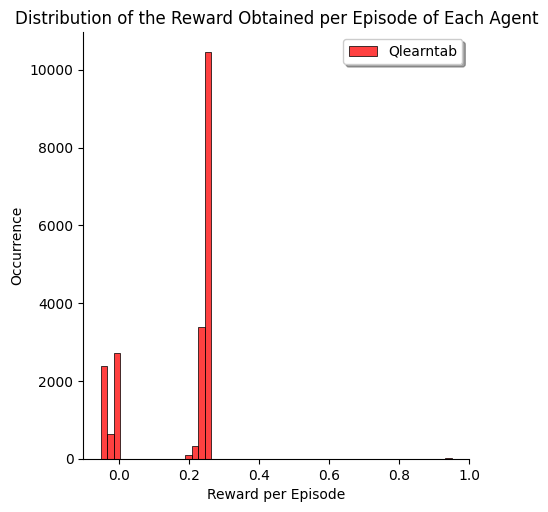 Distribution of the Reward Obtained per Episode of Each Agent
Qlearntab
10000
8000
6000
4000
2000
0
Occurrence
0.0 0.2 0.4 0.6 0.8 1.0
Reward per Episode